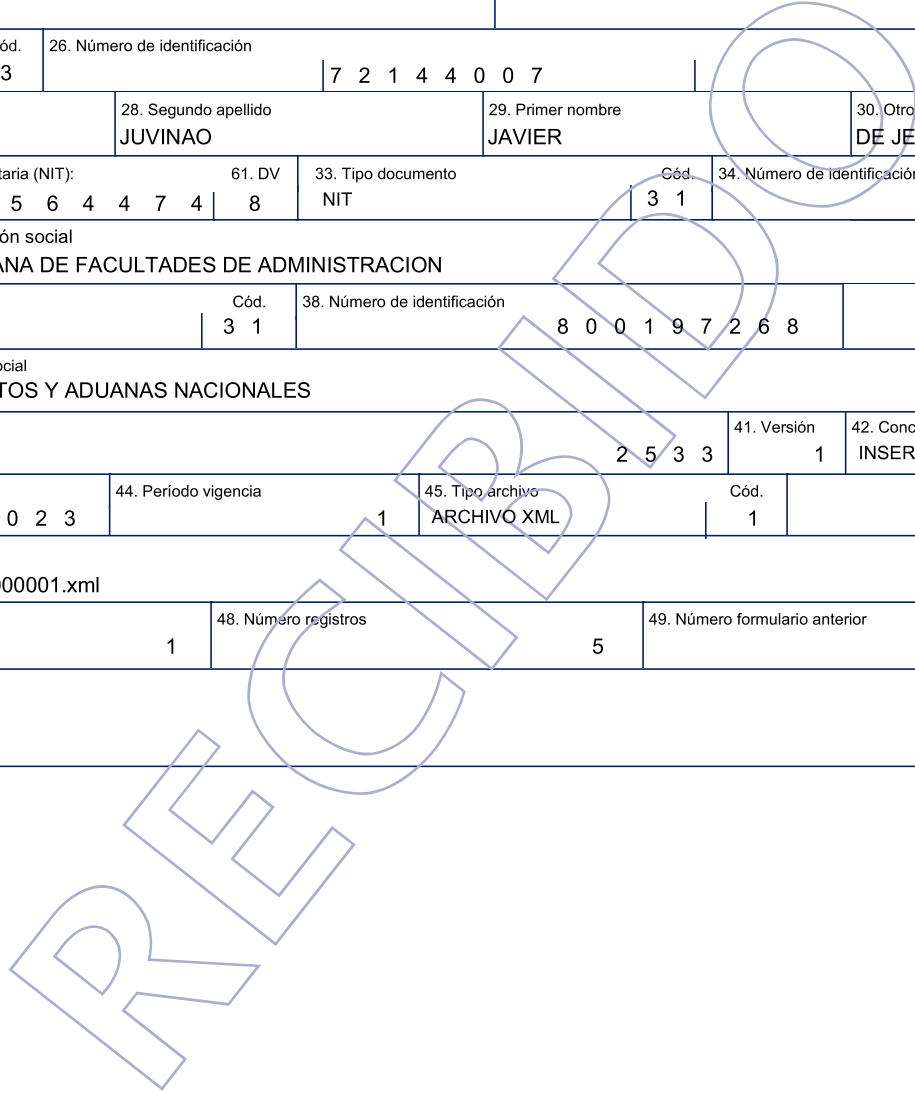 ód. 26. Número de identificación
3 7 2 1 4 4 0 0 7
28. Segundo apellido 29. Primer nombre 30. Otro
JUVINAO JAVIER DE JE
taria (NIT): 61. DV 33. Tipo documento Cód. 34. Número de identificación
5 6 4 4 7 4 8 NIT 3 1
ón social
ANA DE FACULTADES DE ADMINISTRACION
Cód. 38. Número de identificación
3 1 8 0 0 1 9 7 2 6 8
ocial
TOS Y ADUANAS NACIONALES
41. Versión 42. Conc
2 5 3 3 1 INSER
44. Período vigencia 45. Tipo archivo Cód.
0 2 3 1 ARCHIVO XML 1
000001.xml
48. Número registros 49. Número formulario anterior
1 5
RECIBIDO